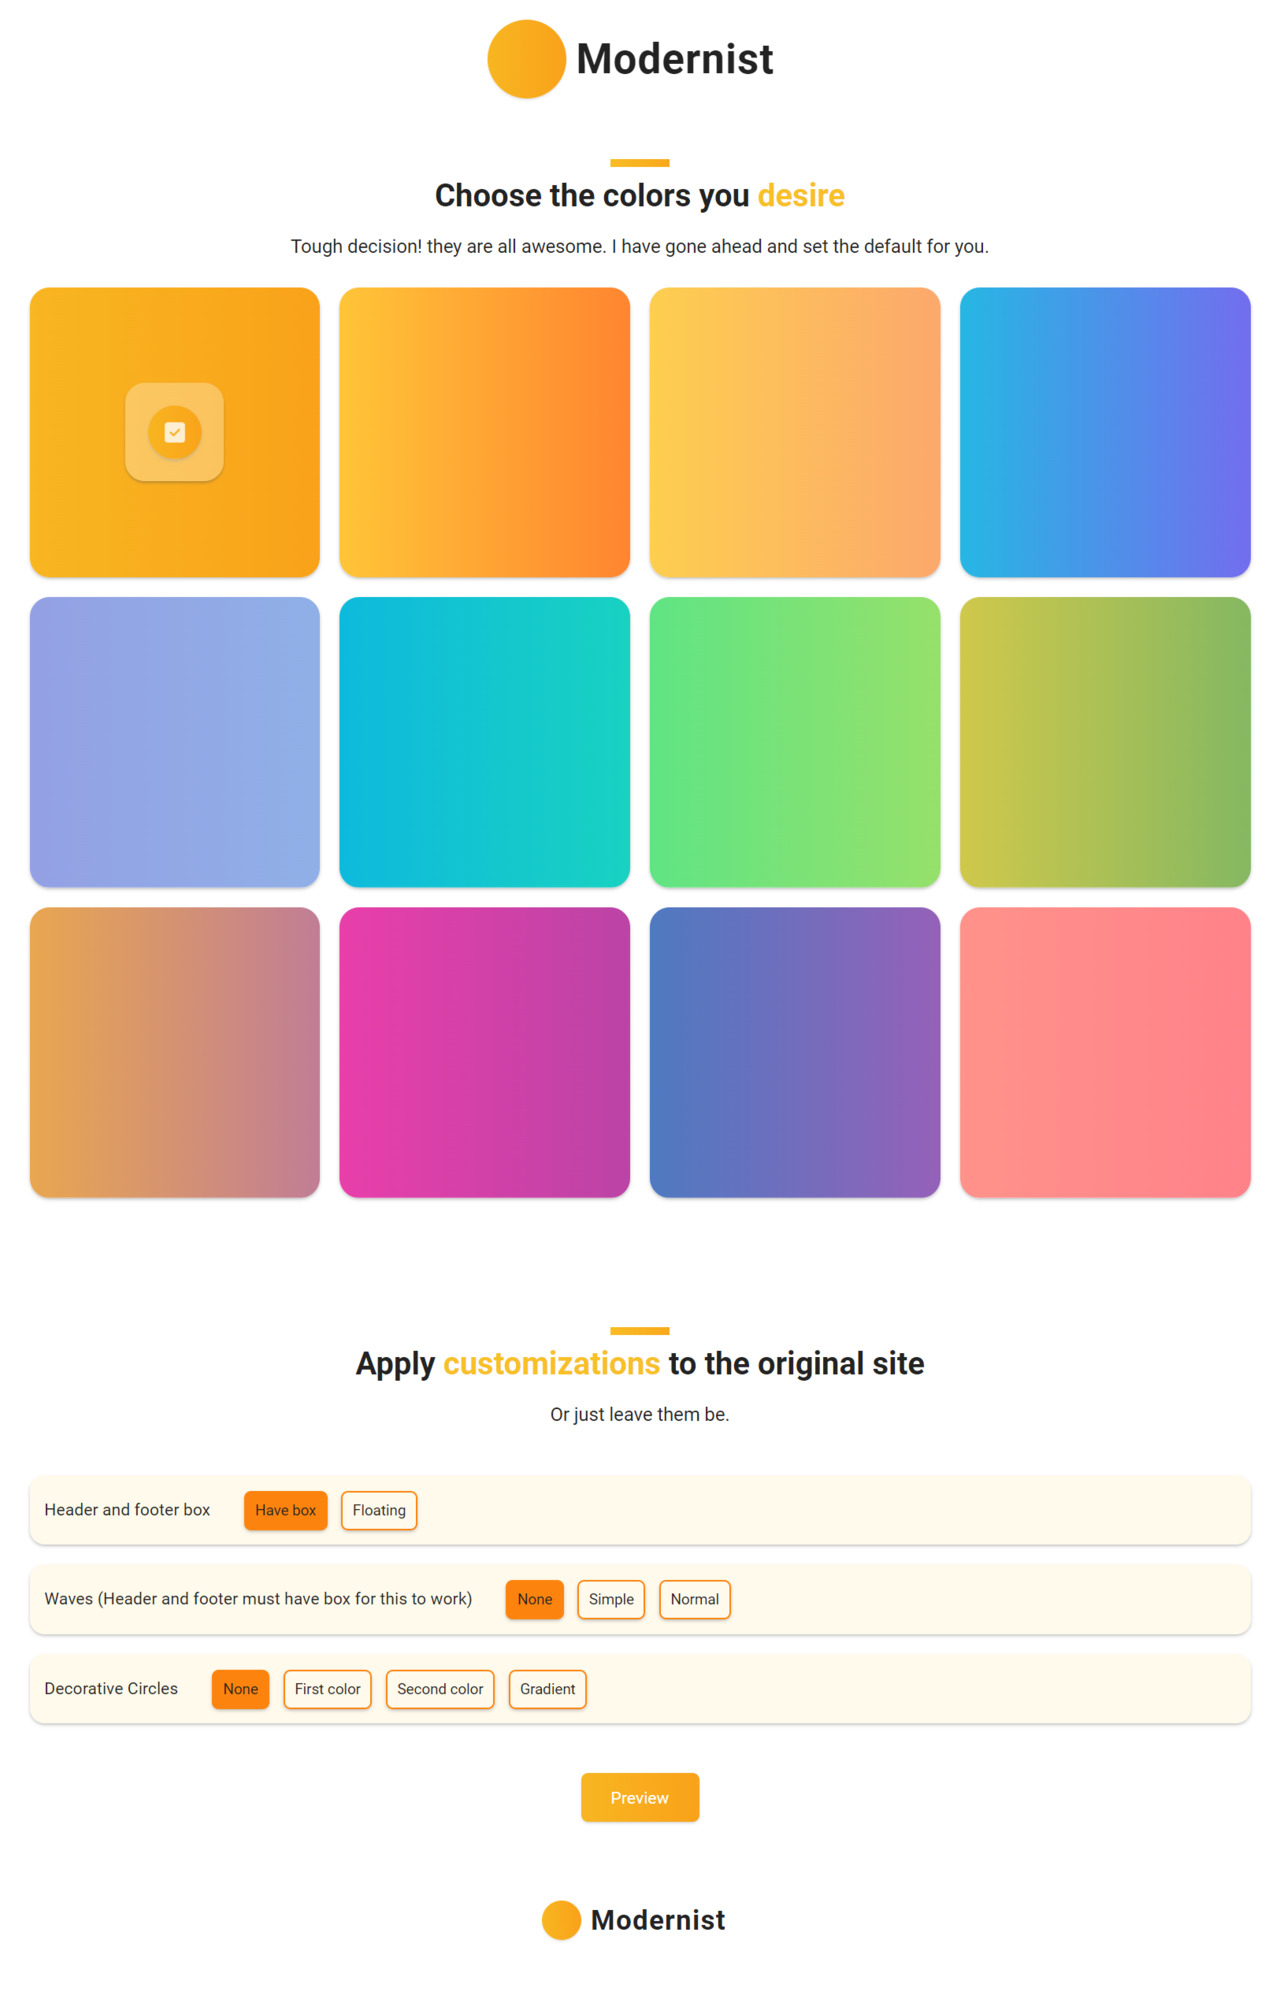 Modernist
Choose the colors you desire
Tough decision! they are all awesome. I have gone ahead and set the default for you.
Apply customizations to the original site
Or just leave them be.
Header and footer box Have box Floating
Waves (Header and footer must have box for this to work) None Simple Normal
Decorative Circles None First color Second color Gradient
Preview
Modernist